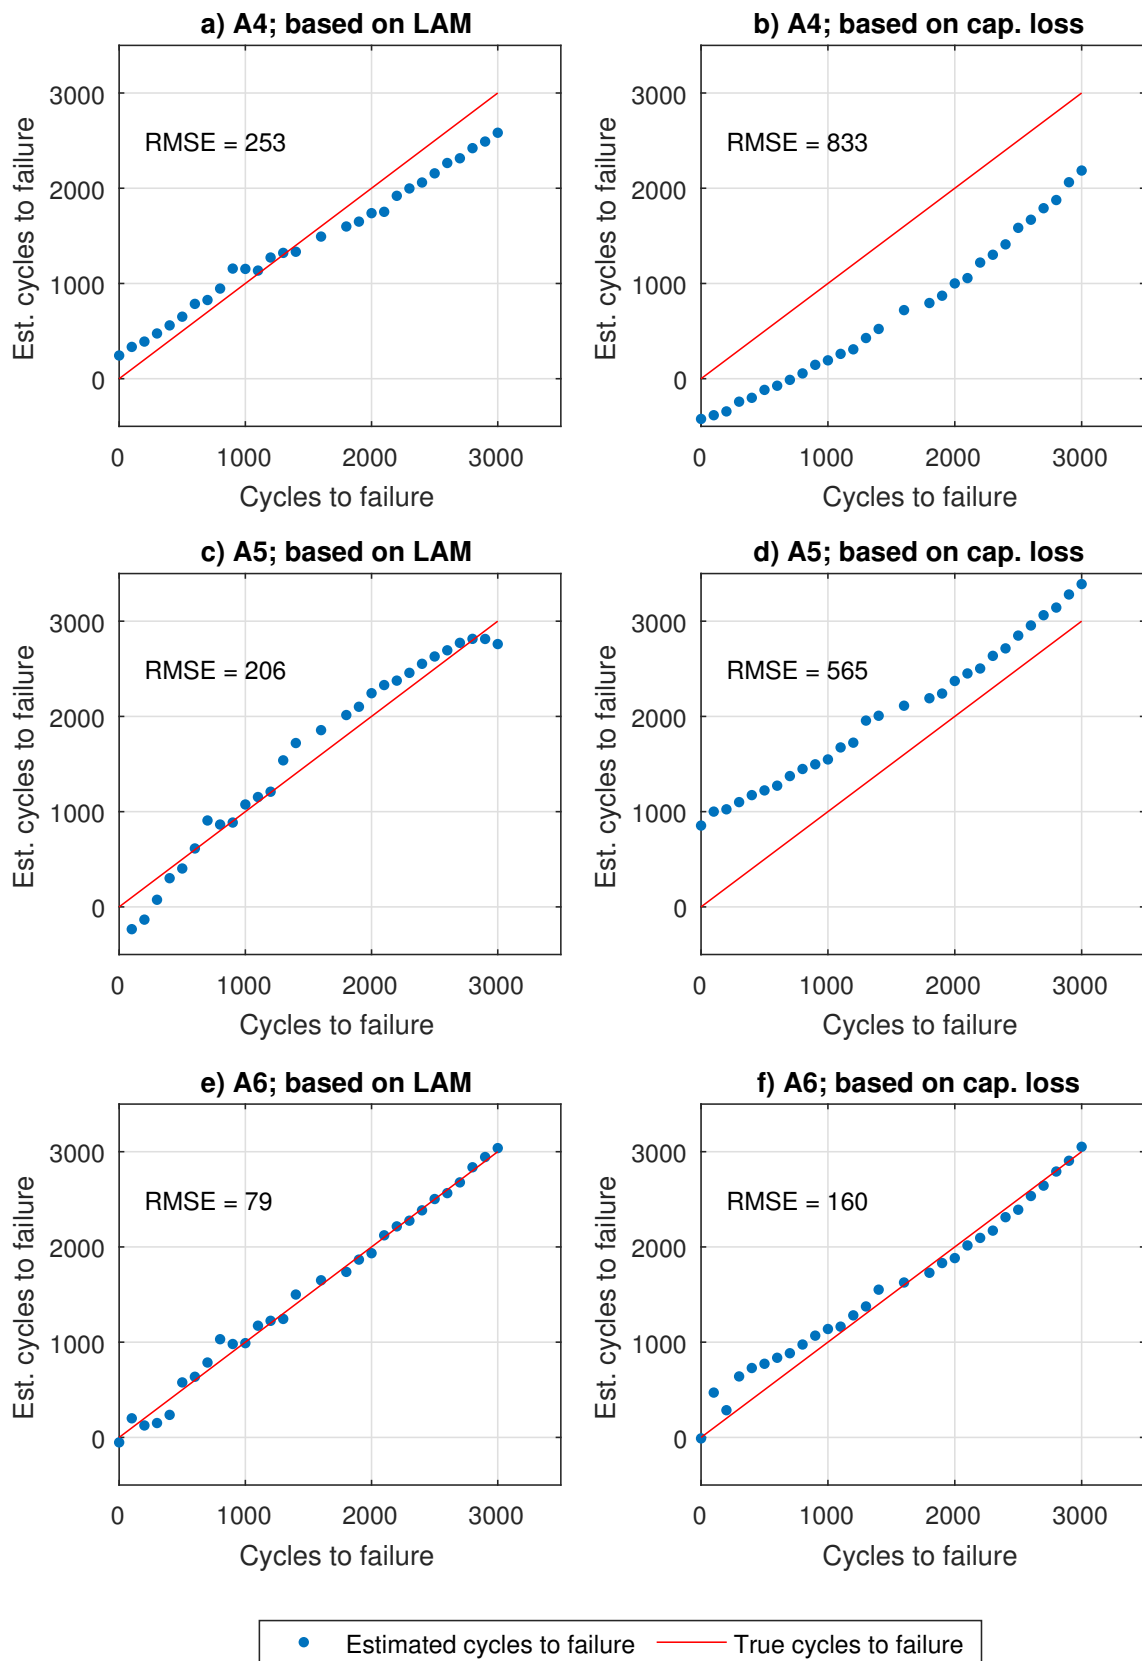 a) A4; based on LAM
b) A4; based on cap. loss
3000
2000
1000
0
Est. cycles to failure
RMSE = 253
0 1000 2000 3000
Cycles to failure
3000
2000
1000
0
Est. cycles to failure
RMSE = 833
0 1000 2000 3000
Cycles to failure
c) A5; based on LAM
d) A5; based on cap. loss
3000
2000
1000
0
Est. cycles to failure
RMSE = 206
0 1000 2000 3000
Cycles to failure
3000
2000
1000
0
Est. cycles to failure
RMSE = 565
0 1000 2000 3000
Cycles to failure
e) A6; based on LAM
f) A6; based on cap. loss
3000
2000
1000
0
Est. cycles to failure
RMSE = 79
0 1000 2000 3000
Cycles to failure
3000
2000
1000
0
Est. cycles to failure
RMSE = 160
0 1000 2000 3000
Cycles to failure
Estimated cycles to failure
True cycles to failure